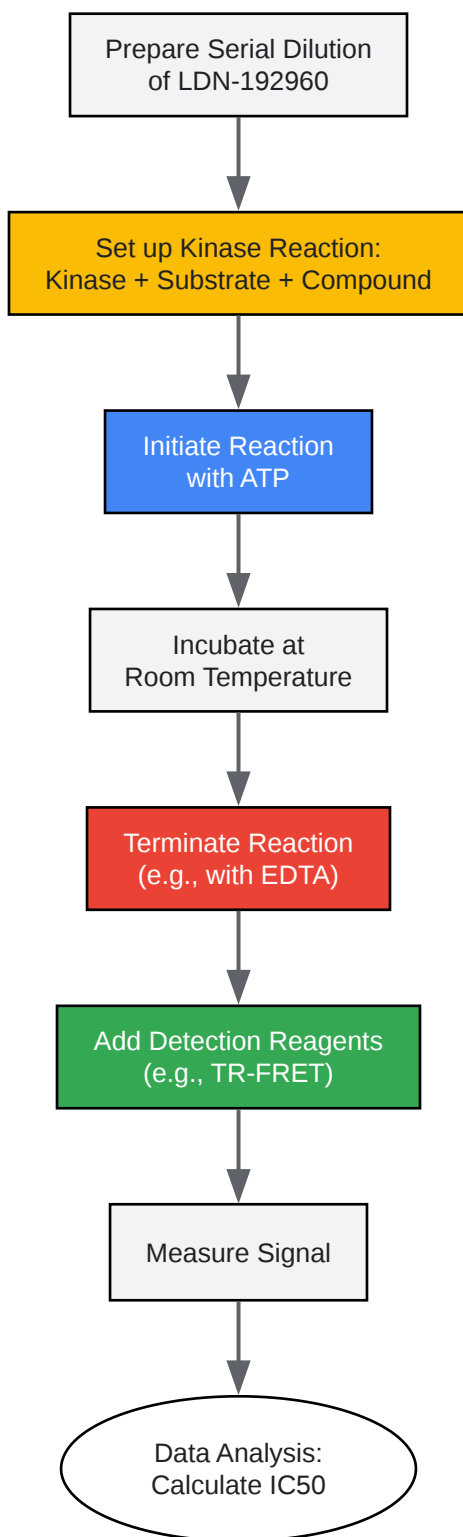 Prepare Serial Dilution
of LDN-192960
Set up Kinase Reaction:
Kinase + Substrate + Compound
Initiate Reaction
with ATP
Incubate at
Room Temperature
Terminate Reaction
(e.g., with EDTA)
Add Detection Reagents
(e.g., TR-FRET)
Measure Signal
Data Analysis:
Calculate IC50